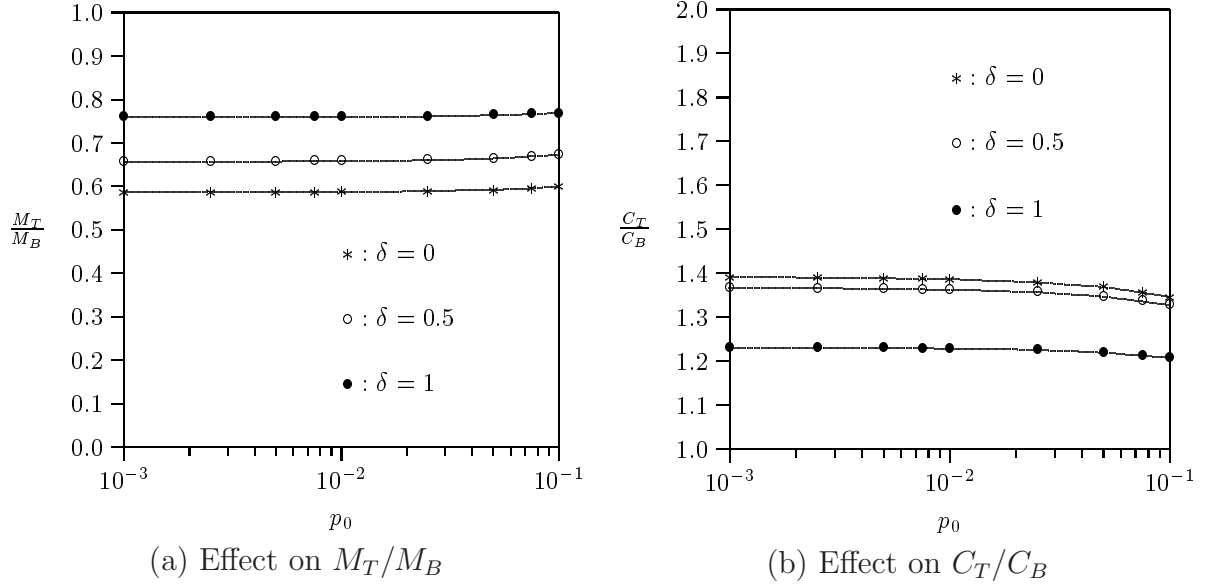 1.0
0.9
0.8
0.7
0.6
0.5
0.4
0.3
0.2
0.1
0.0
M_T/M_B
∗ : δ = 0
○ : δ = 0.5
● : δ = 1
10⁻³ 10⁻² 10⁻¹
p₀
(a) Effect on M_T/M_B
2.0
1.9
1.8
1.7
1.6
1.5
1.4
1.3
1.2
1.1
1.0
C_T/C_B
∗ : δ = 0
○ : δ = 0.5
● : δ = 1
10⁻³ 10⁻² 10⁻¹
p₀
(b) Effect on C_T/C_B